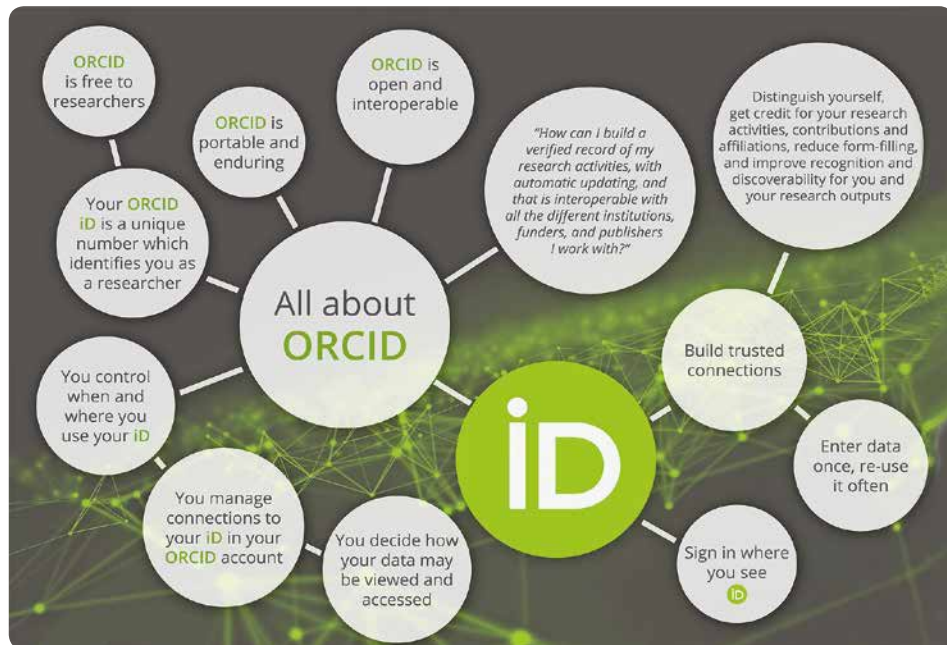 ORCID
is free to
researchers
ORCID is
portable and
enduring
ORCID is
open and
interoperable
"How can I build a
verified record of my
research activities, with
automatic updating, and
that is interoperable with
all the different institutions,
funders, and publishers
I work with?"
Distinguish yourself,
get credit for your research
activities, contributions and
affiliations, reduce form-filling,
and improve recognition and
discoverability for you and
your research outputs
Your ORCID
iD is a unique
number which
identifies you as
a researcher
All about
ORCID
You control
when and
where you
use your iD
Build trusted
connections
iD
Enter data
once, re-use
it often
You manage
connections to
your iD in your
ORCID account
You decide how
your data may
be viewed and
accessed
Sign in where
you see
iD